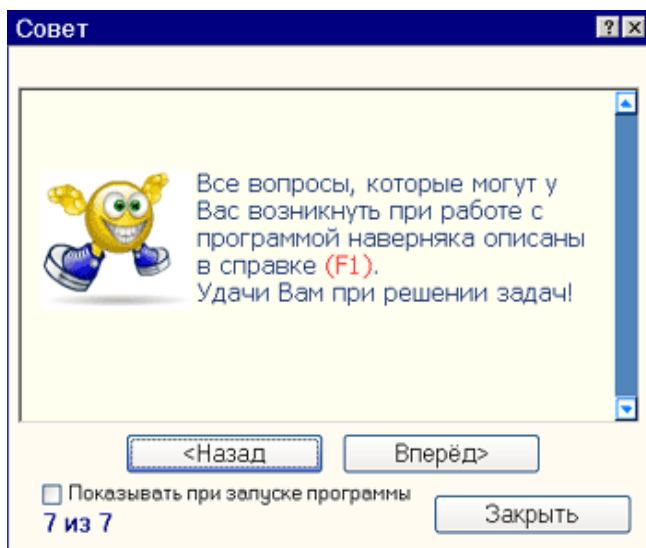 Совет
Все вопросы, которые могут у
Вас возникнуть при работе с
программой наверняка описаны
в справке (F1).
Удачи Вам при решении задач!
<Назад
Вперёд>
Показывать при запуске программы
7 из 7
Закрыть